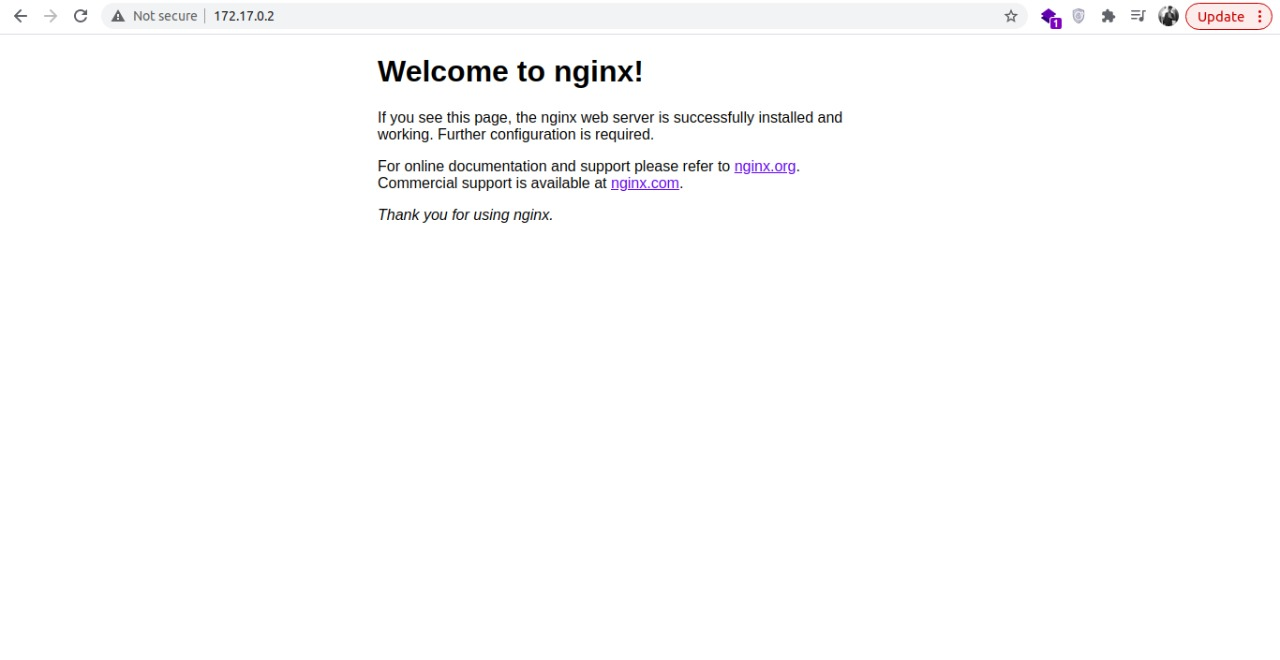 Not secure 172.17.0.2
1
Update
Welcome to nginx!
If you see this page, the nginx web server is successfully installed and
working. Further configuration is required.
For online documentation and support please refer to nginx.org.
Commercial support is available at nginx.com.
Thank you for using nginx.